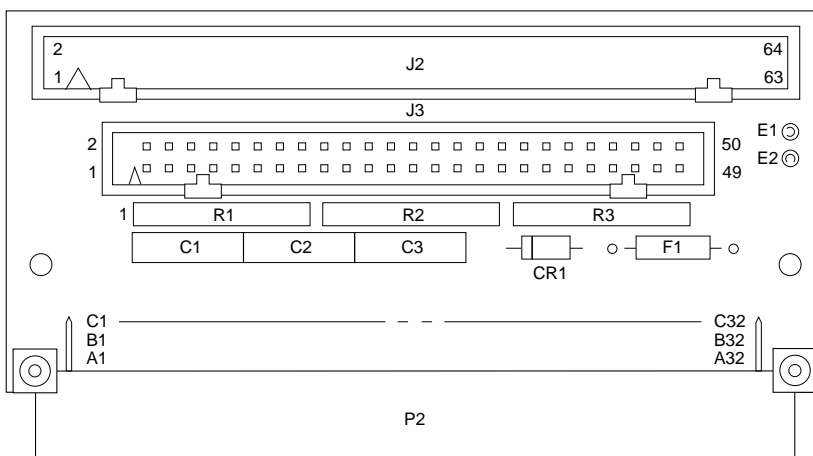 2 64
J2
1 63
J3
E1
2 50
E2
1 49
1 R1 R2 R3
C1 C2 C3 F1
CR1
C1 C32
B1 B32
A1 A32
P2